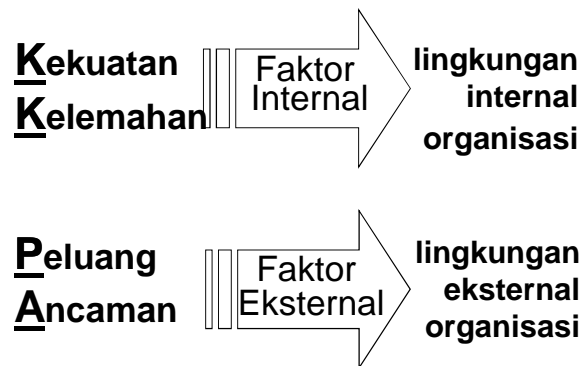 Kekuatan
Kelemahan
Faktor
Internal
lingkungan
internal
organisasi
Peluang
Ancaman
Faktor
Eksternal
lingkungan
eksternal
organisasi